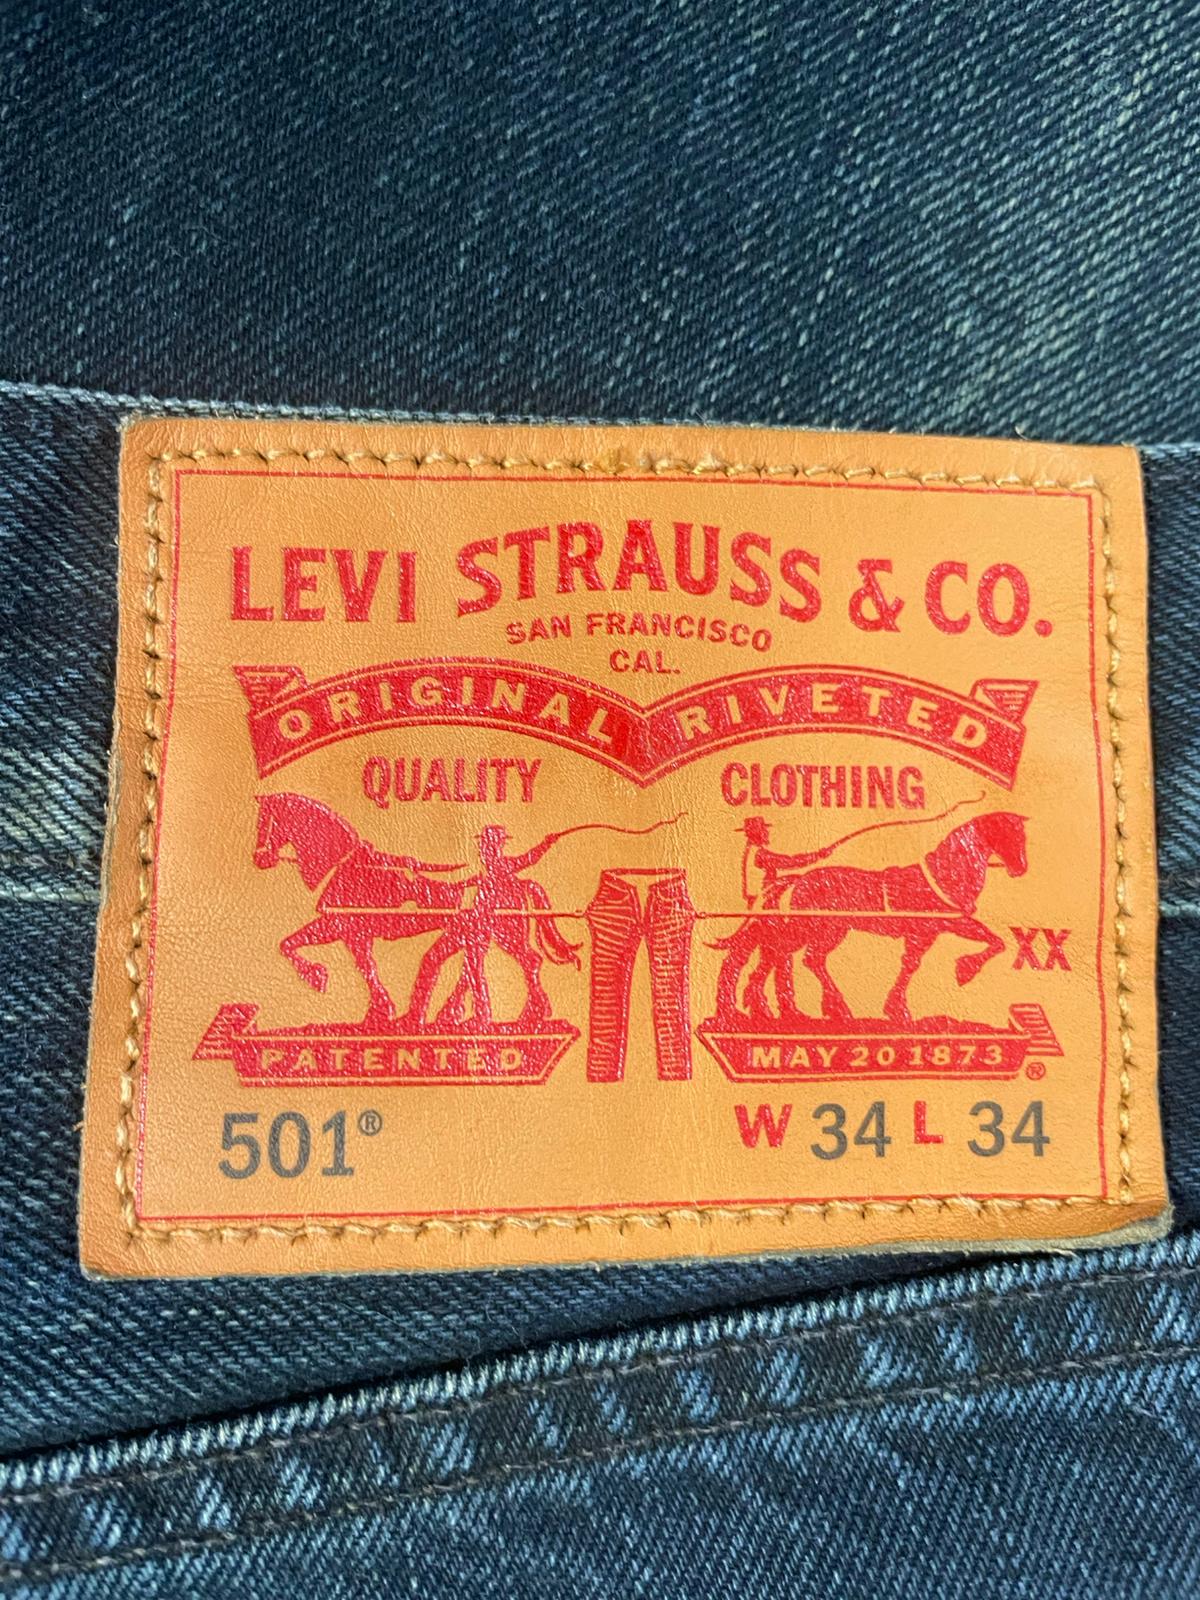 LEVI STRAUSS & CO.
SAN FRANCISCO
CAL.
ORIGINAL RIVETED
QUALITY CLOTHING
XX
PATENTED MAY 20 1873 ®
501® W 34 L 34